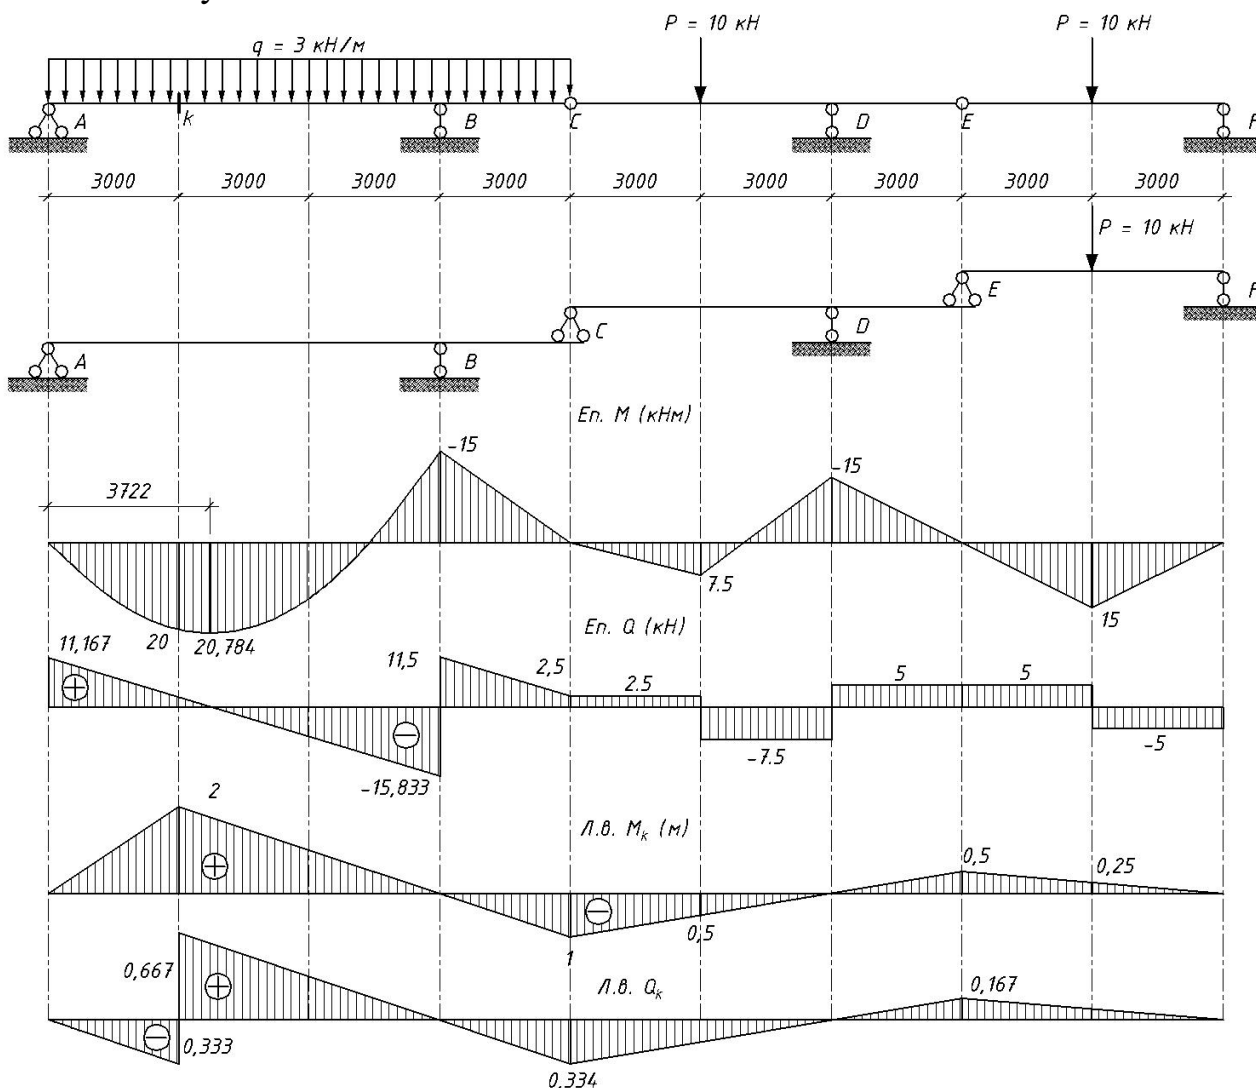 у
q = 3 кН/м
P = 10 кН
P = 10 кН
A
k
B
C
D
E
F
3000 3000 3000 3000 3000 3000 3000 3000 3000
P = 10 кН
E
F
C
D
A
B
Еп. М (кНм)
-15
-15
3722
7.5
15
20
20,784
Еп. Q (кН)
11,167
+
11,5
2,5
2.5
5
5
-
-7.5
-5
-15,833
2
Л.в. Mk (м)
+
0,5
0,25
-
0,5
1
0,667
+
Л.в. Qk
0,167
-
0,333
0,334